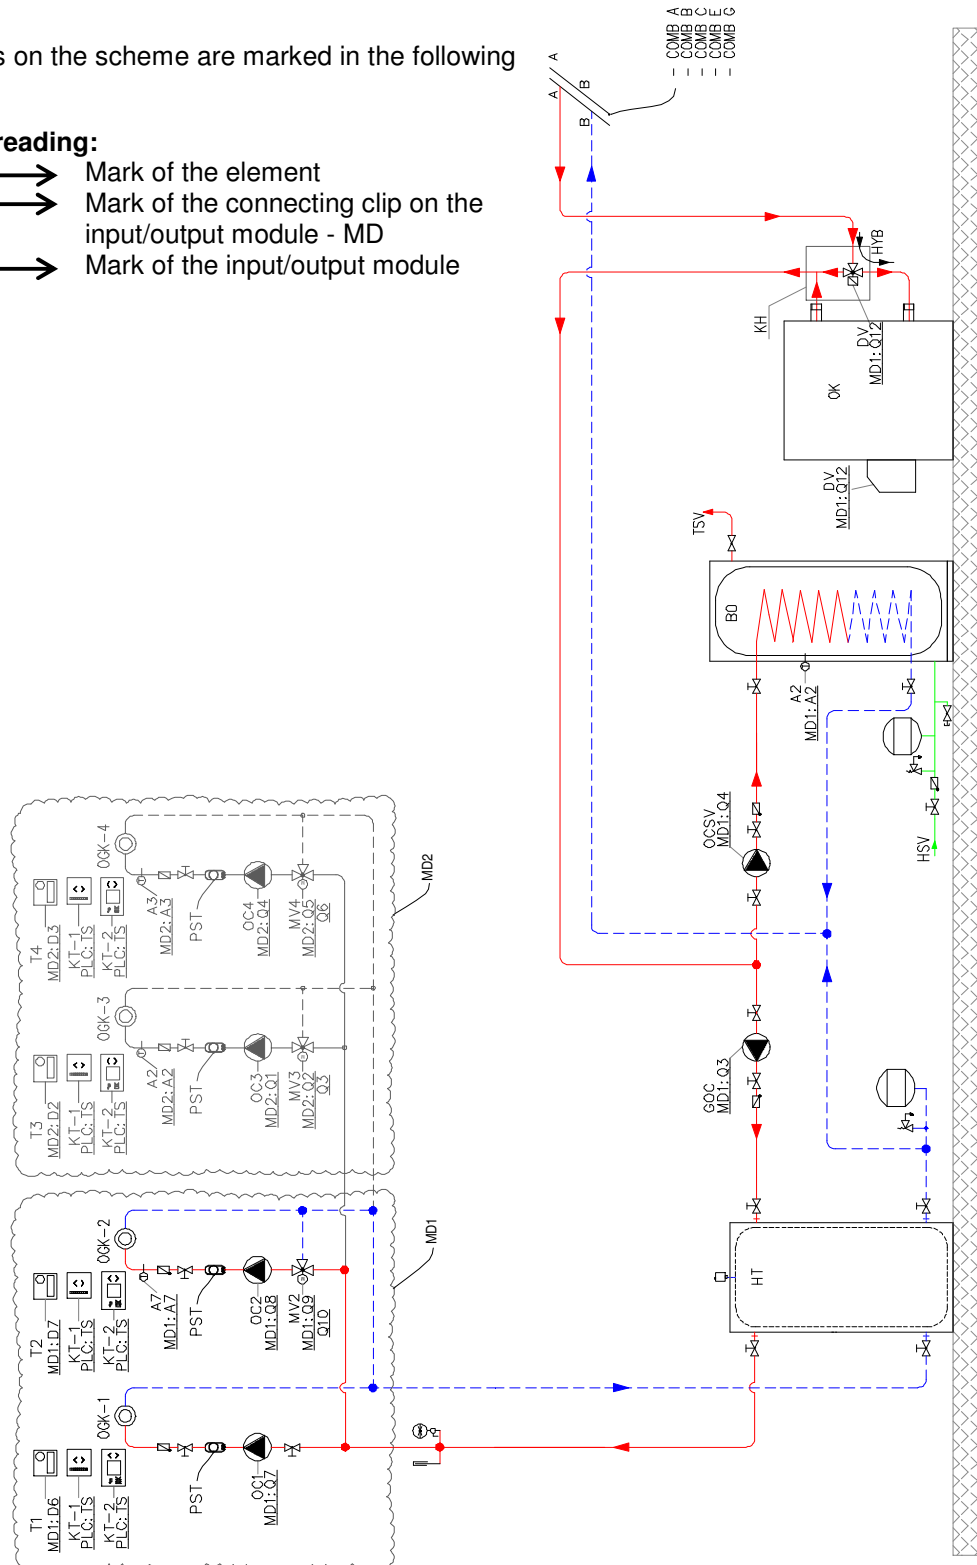 s on the scheme are marked in the following
reading:
Mark of the element
Mark of the connecting clip on the
input/output module - MD
Mark of the input/output module
A
A
B
B
- COMB A
- COMB B
- COMB C
- COMB E
- COMB G
HYB
KH
DV
MD1:Q12
OK
DV
MD1:Q12
TSV
BO
A2
MD1:A2
OCSV
MD1:Q4
HSV
GOC
MD1:Q3
HT
MD2
T4
MD2:D3
KT-1
PLC:TS
KT-2
PLC:TS
OGK-4
A3
MD2:A3
PST
OC4
MD2:Q4
MV4
MD2:Q5
Q6
T3
MD2:D2
KT-1
PLC:TS
KT-2
PLC:TS
OGK-3
A2
MD2:A2
PST
OC3
MD2:Q1
MV3
MD2:Q2
Q3
MD1
T2
MD1:D7
KT-1
PLC:TS
KT-2
PLC:TS
OGK-2
A7
MD1:A7
PST
OC2
MD1:Q8
MV2
MD1:Q9
Q10
T1
MD1:D6
KT-1
PLC:TS
KT-2
PLC:TS
OGK-1
PST
OC1
MD1:Q7